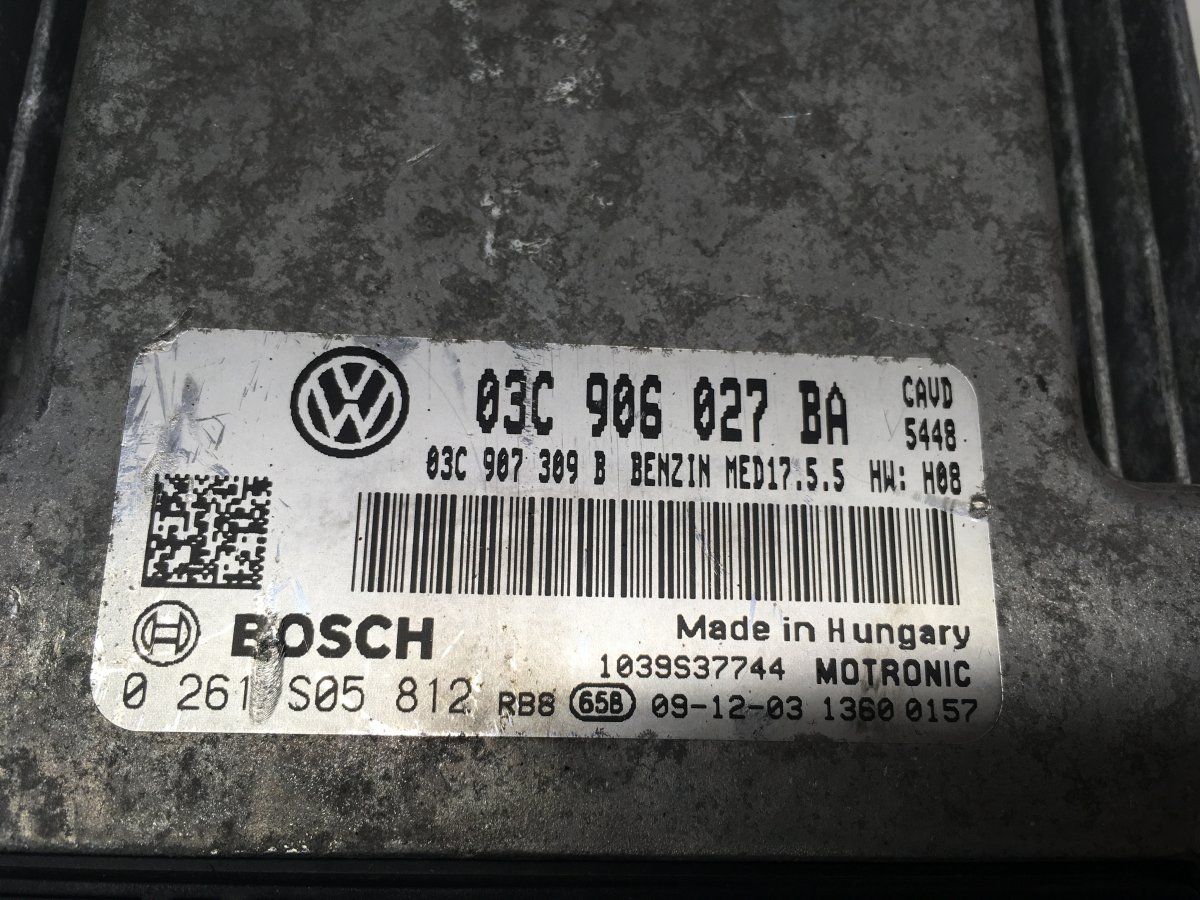 03C 906 027 BA CAVD
5448
03C 907 309 B BENZIN MED17.5.5 HW: H08
BOSCH Made in Hungary
1039S37744 MOTRONIC
0 261 S05 812 RB8 65B 09-12-03 1360 0157